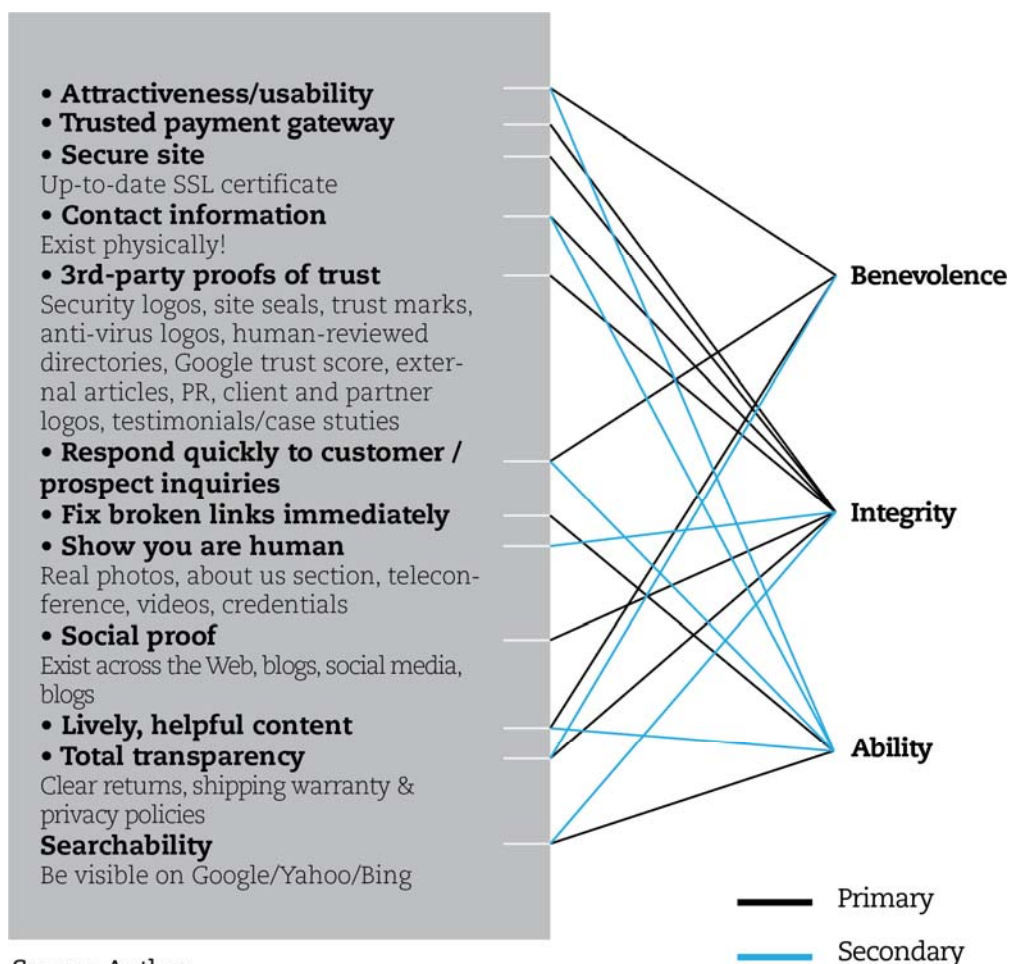 • Attractiveness/usability
• Trusted payment gateway
• Secure site
Up-to-date SSL certificate
• Contact information
Exist physically!
• 3rd-party proofs of trust
Security logos, site seals, trust marks,
anti-virus logos, human-reviewed
directories, Google trust score, exter-
nal articles, PR, client and partner
logos, testimonials/case stuties
• Respond quickly to customer /
prospect inquiries
• Fix broken links immediately
• Show you are human
Real photos, about us section, telecon-
ference, videos, credentials
• Social proof
Exist across the Web, blogs, social media,
blogs
• Lively, helpful content
• Total transparency
Clear returns, shipping warranty &
privacy policies
Searchability
Be visible on Google/Yahoo/Bing
Benevolence
Integrity
Ability
Primary
Secondary